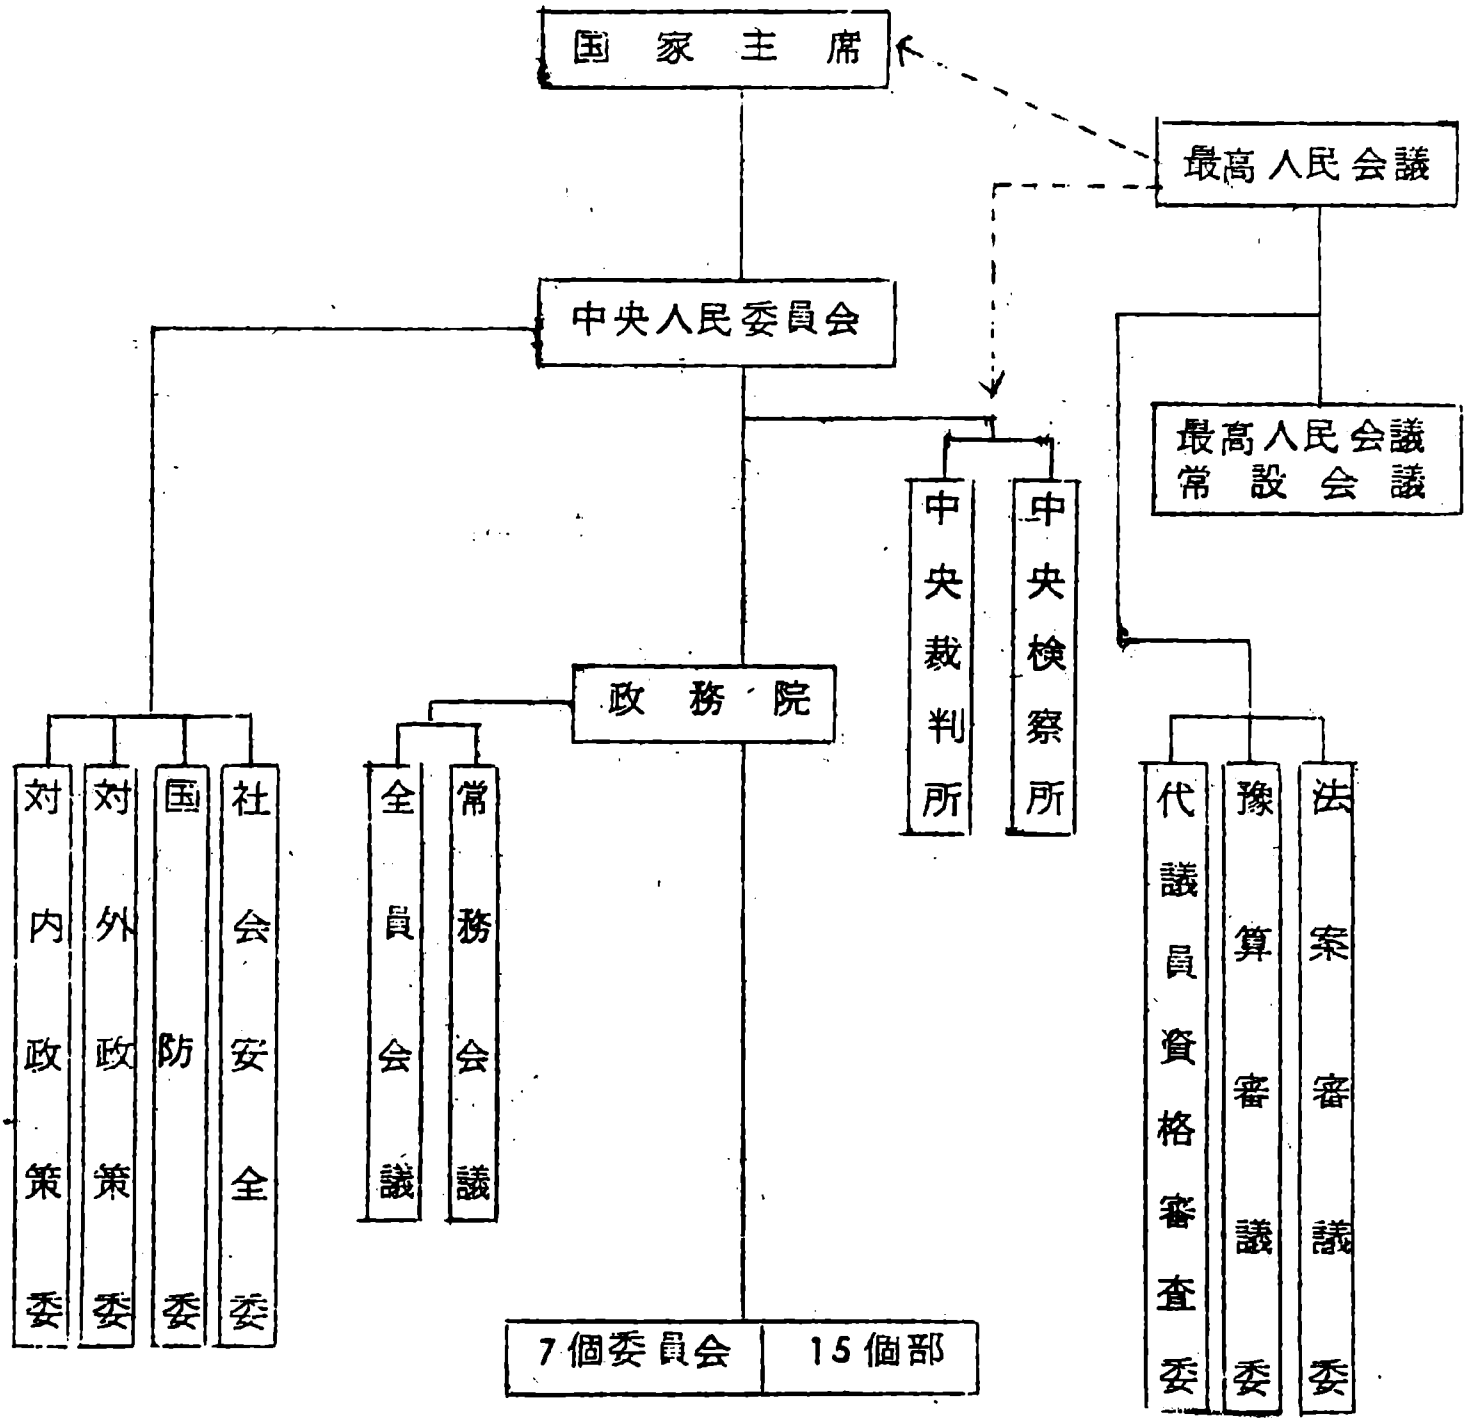 国家主席
最高人民会議
中央人民委員会
最高人民会議
常設会議
中央裁判所
中央検察所
政務院
対内政策委
対外政策委
国防委
社会安全委
全員会議
常務会議
代議員資格審査委
豫算審議委
法案審議委
7個委員会
15個部